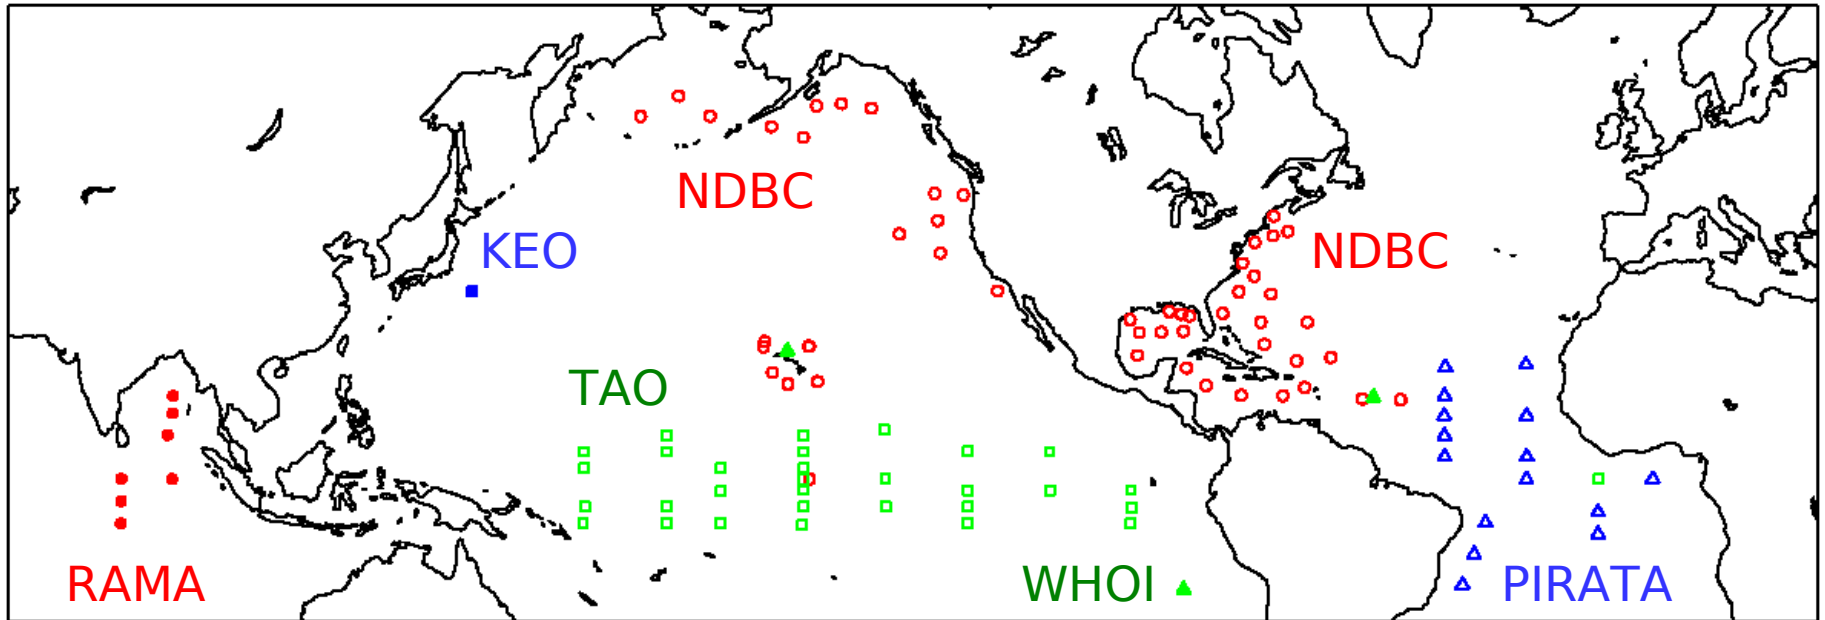 NDBC
KEO
NDBC
TAO
RAMA
WHOI
PIRATA